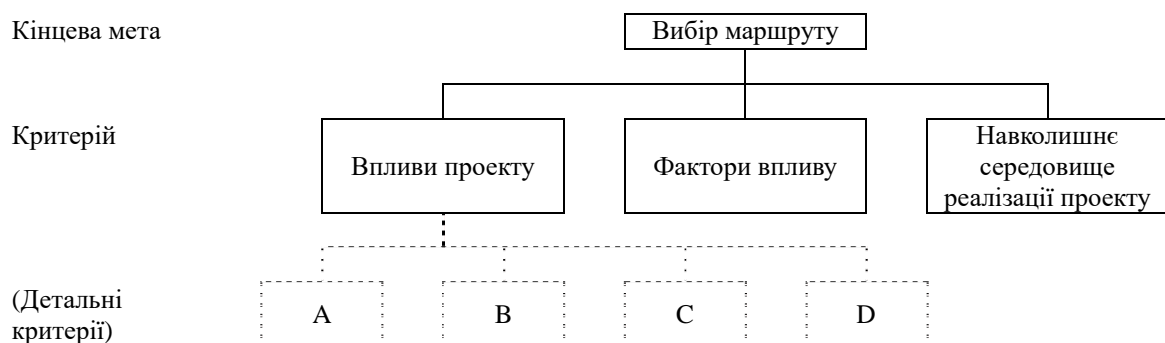 Кінцева мета
Вибір маршруту
Критерій
Впливи проекту
Фактори впливу
Навколишнє
середовище
реалізації проекту
(Детальні
критерії)
A
B
C
D